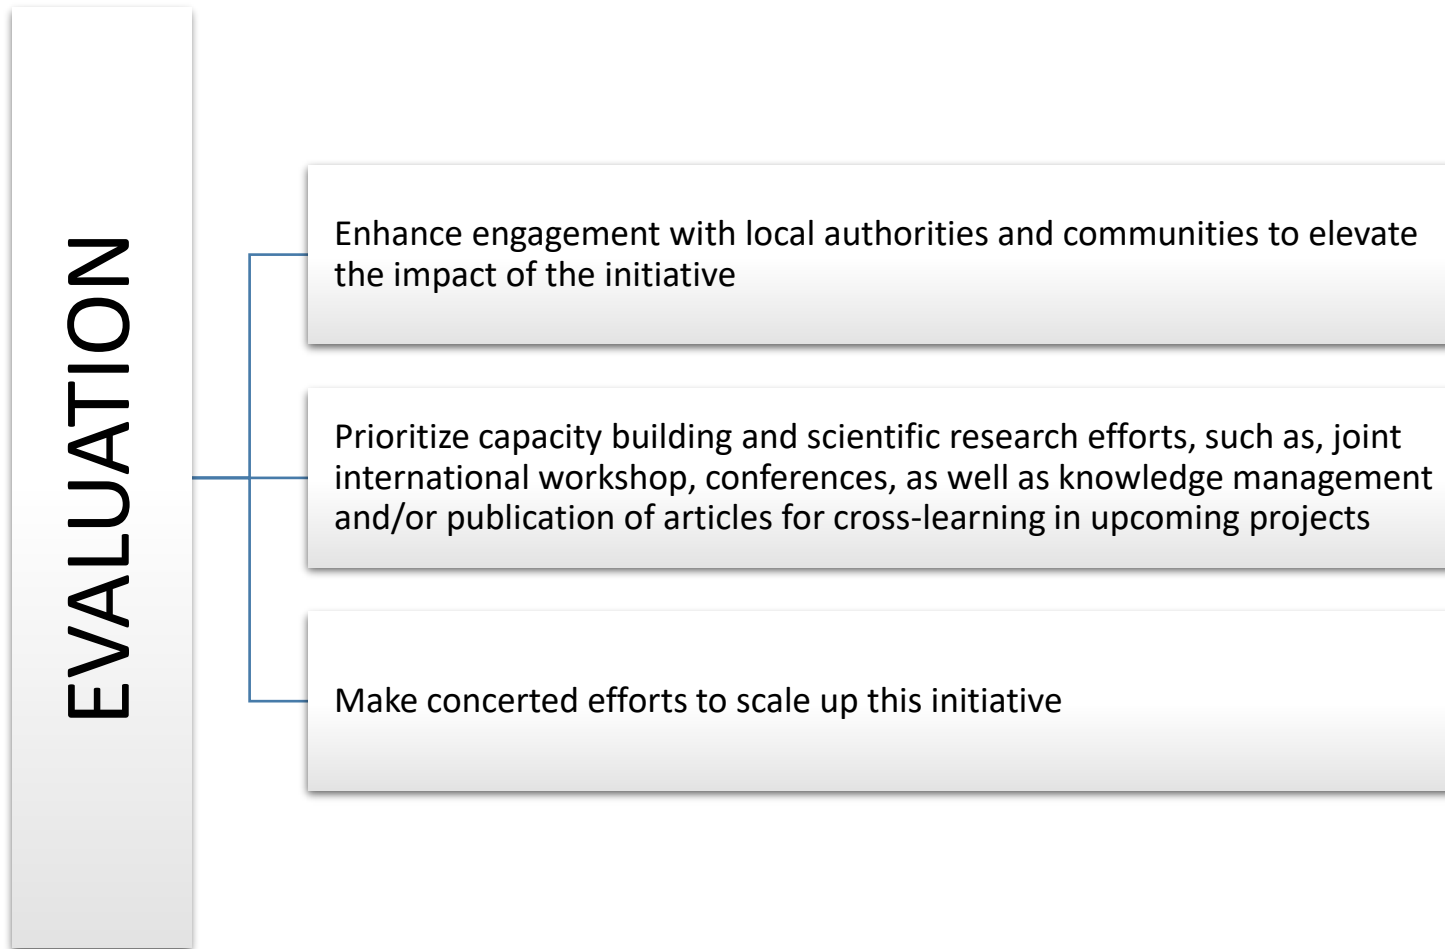 EVALUATION
Enhance engagement with local authorities and communities to elevate
the impact of the initiative
Prioritize capacity building and scientific research efforts, such as, joint
international workshop, conferences, as well as knowledge management
and/or publication of articles for cross-learning in upcoming projects
Make concerted efforts to scale up this initiative